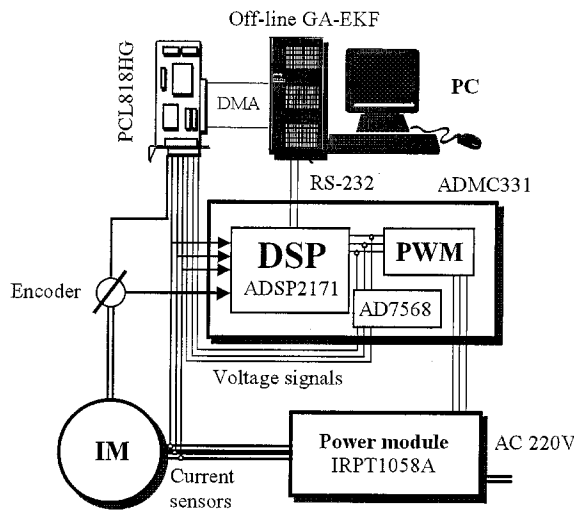 Off-line GA-EKF
PCL818HG
DMA
PC
RS-232
ADMC331
DSP
ADSP2171
PWM
AD7568
Encoder
Voltage signals
IM
Current
sensors
Power module
IRPT1058A
AC 220V